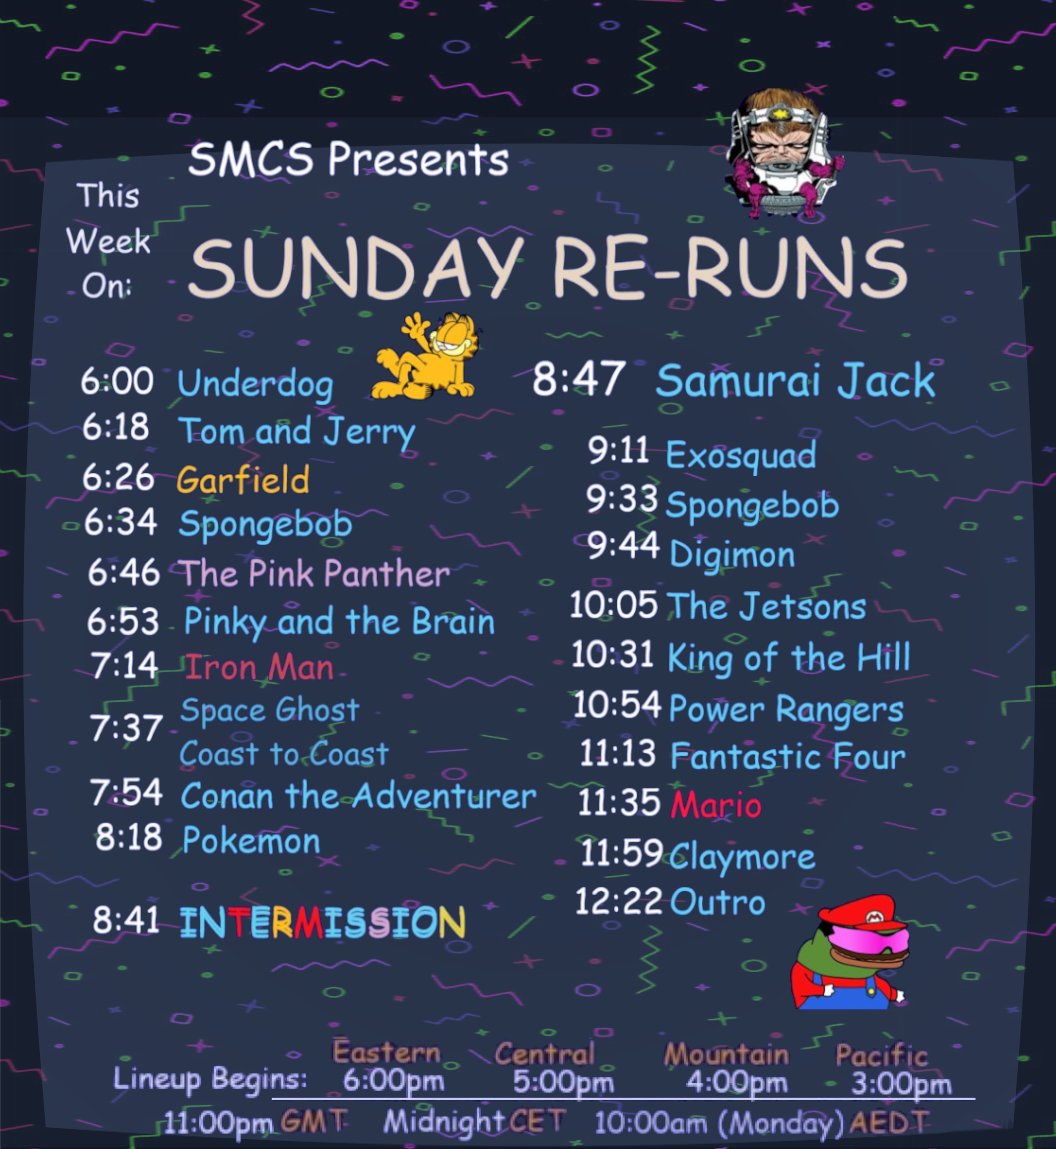 SMCS Presents
This
Week
On:
SUNDAY RE-RUNS
6:00 Underdog
6:18 Tom and Jerry
6:26 Garfield
6:34 Spongebob
6:46 The Pink Panther
6:53 Pinky and the Brain
7:14 Iron Man
7:37 Space Ghost
Coast to Coast
7:54 Conan the Adventurer
8:18 Pokemon
8:41 INTERMISSION
8:47 Samurai Jack
9:11 Exosquad
9:33 Spongebob
9:44 Digimon
10:05 The Jetsons
10:31 King of the Hill
10:54 Power Rangers
11:13 Fantastic Four
11:35 Mario
11:59 Claymore
12:22 Outro
M
Eastern Central Mountain Pacific
Lineup Begins: 6:00pm 5:00pm 4:00pm 3:00pm
11:00pm GMT Midnight CET 10:00am (Monday) AEDT